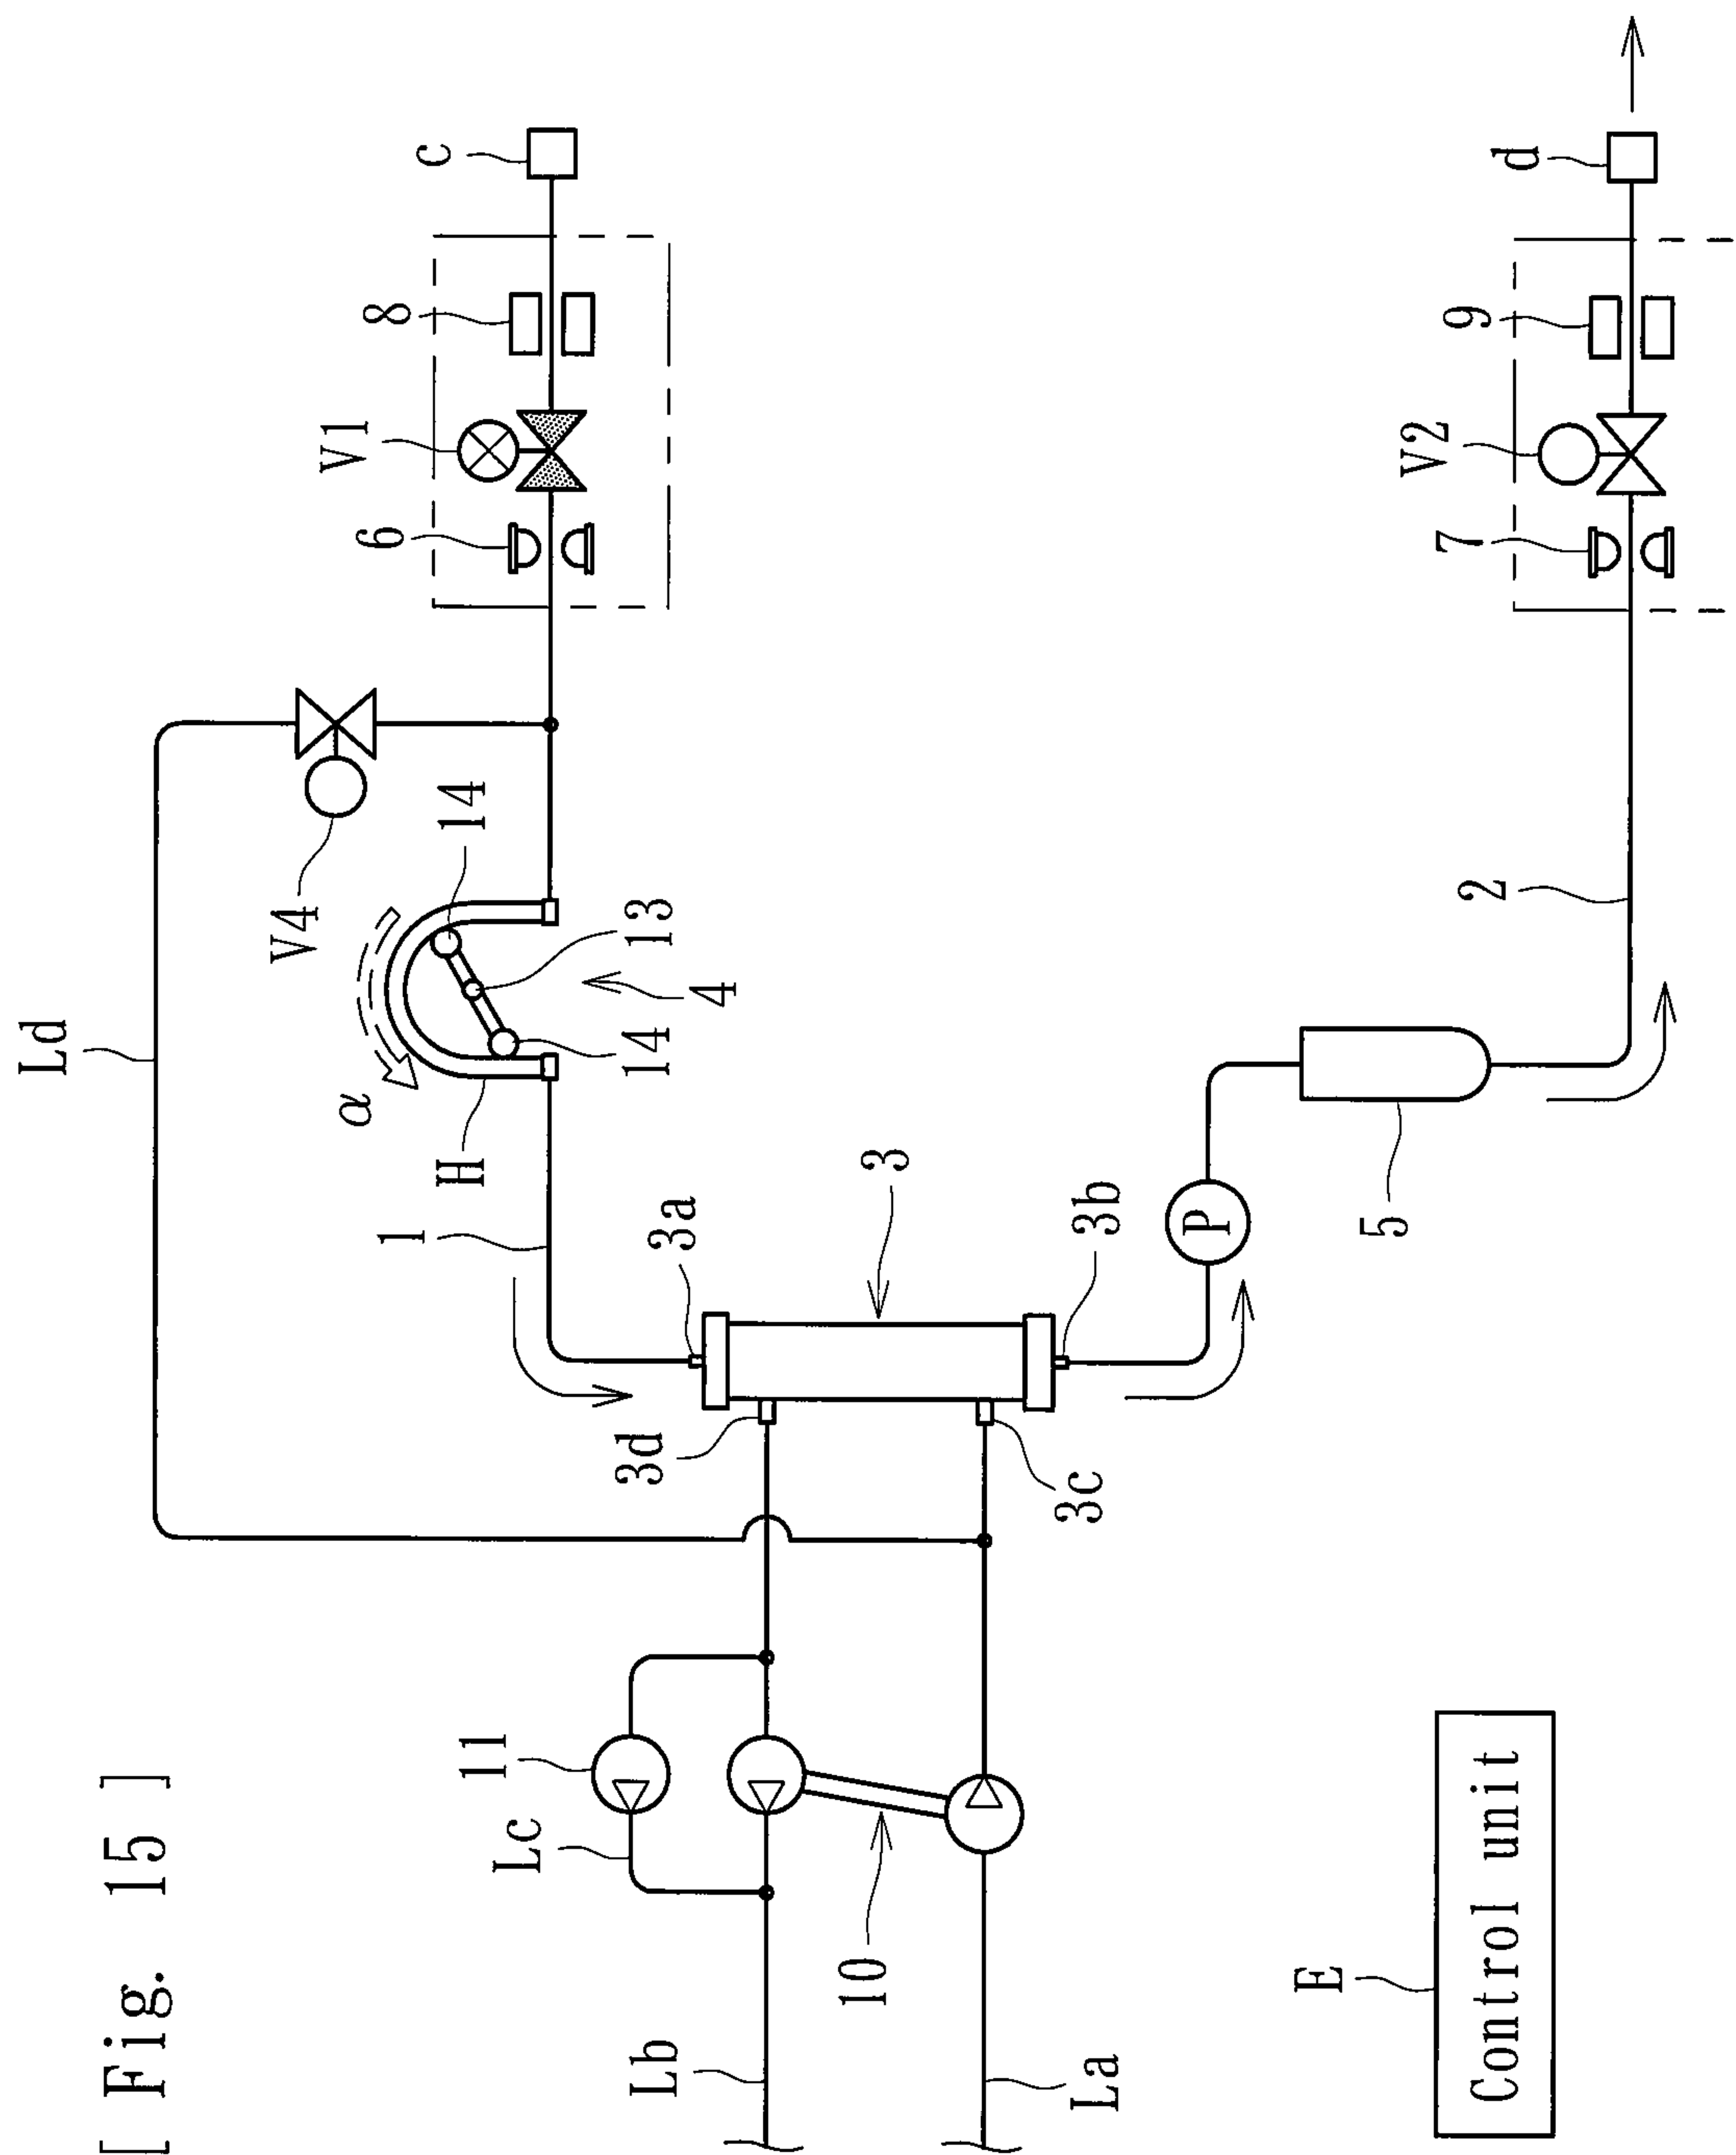 [ Fig. 15 ]
Ld
V4
α
14
13
14
4
H
1
V1
6
8
c
3a
3
3b
3d
3c
P
5
2
V2
7
9
d
11
Lc
10
Lb
La
E
Control unit